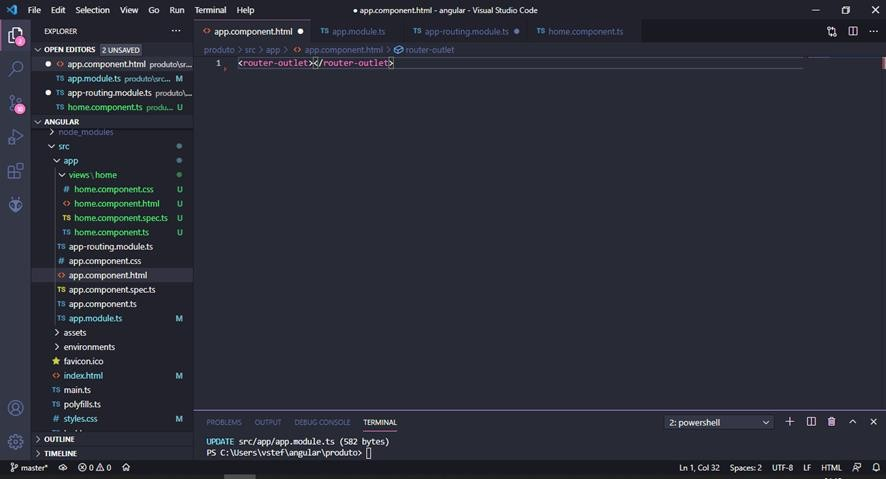 File Edit Selection View Go Run Terminal Help
● app.component.html - angular - Visual Studio Code
EXPLORER
OPEN EDITORS 2 UNSAVED
app.component.html produto\sr...
TS app.module.ts produto\src... M
app-routing.module.ts produto\...
TS home.component.ts produ... U
ANGULAR
node_modules
src
app
views\home
# home.component.css U
<> home.component.html U
TS home.component.spec.ts U
TS home.component.ts U
TS app-routing.module.ts
# app.component.css
<> app.component.html
TS app.component.spec.ts
TS app.component.ts
TS app.module.ts M
assets
environments
favicon.ico
<> index.html M
TS main.ts
TS polyfills.ts
# styles.css M
OUTLINE
TIMELINE
<> app.component.html ●
TS app.module.ts
TS app-routing.module.ts ●
TS home.component.ts
produto > src > app > <> app.component.html > router-outlet
1 <router-outlet></router-outlet>
PROBLEMS OUTPUT DEBUG CONSOLE TERMINAL
2: powershell
UPDATE src/app/app.module.ts (582 bytes)
PS C:\Users\vstef\angular\produto>
master* 0 0
Ln 1, Col 32 Spaces: 2 UTF-8 LF HTML